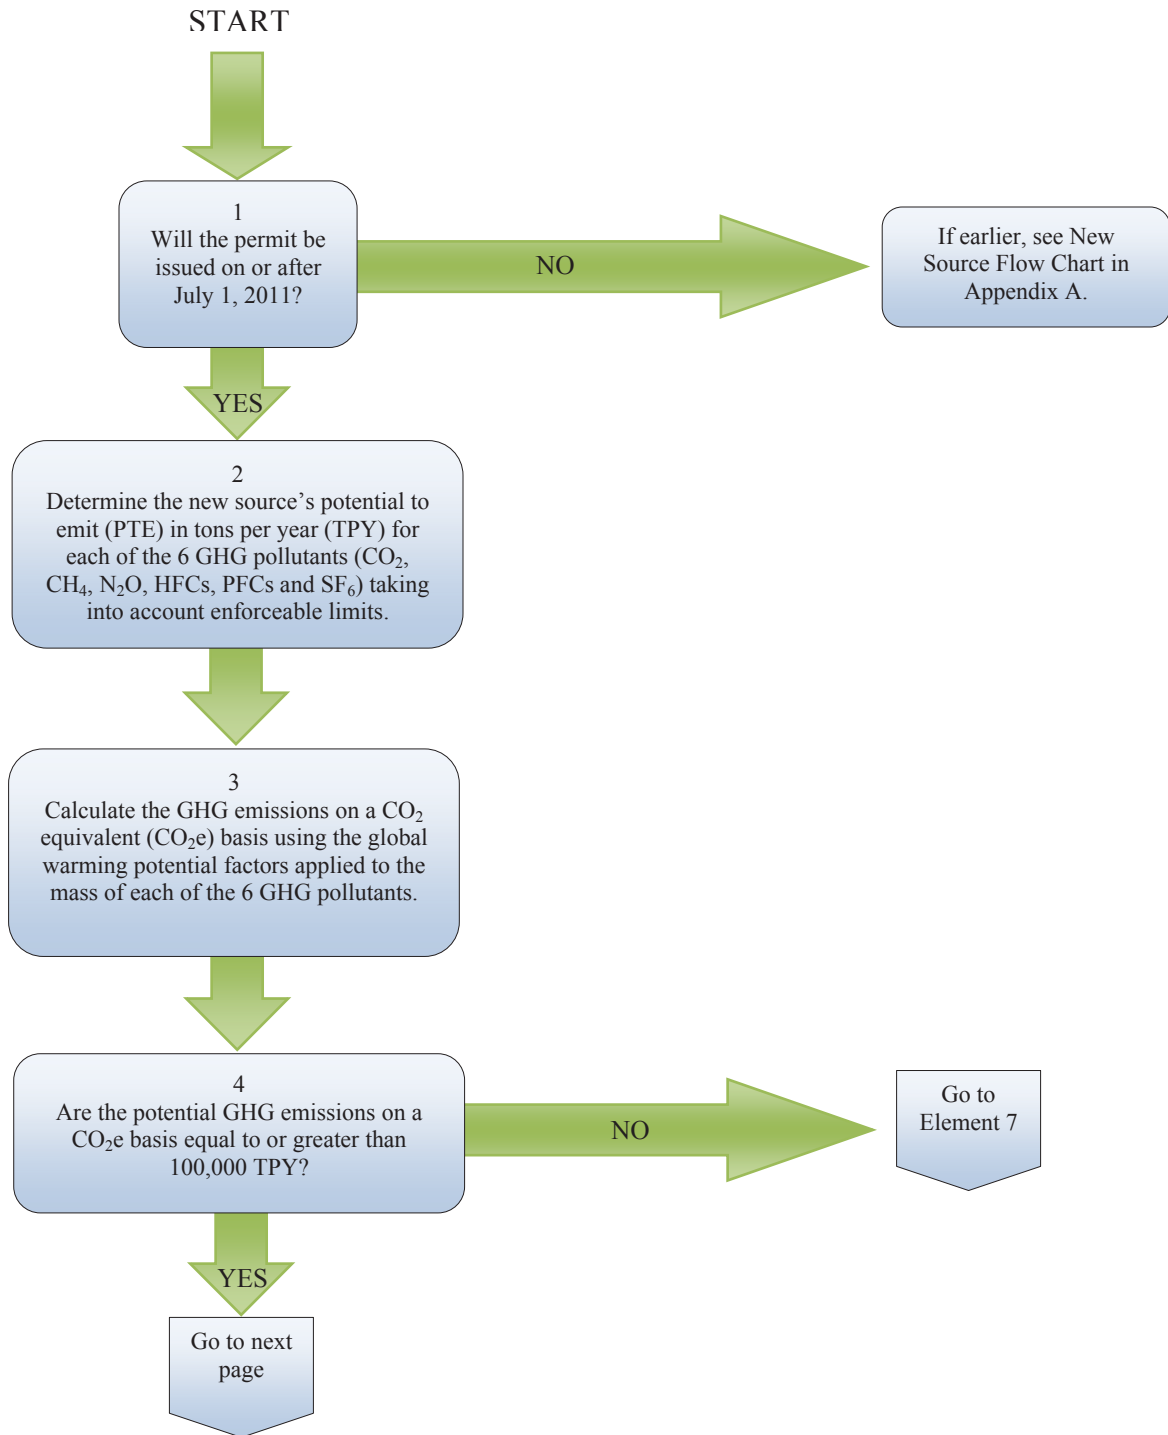 START
1
Will the permit be
issued on or after
July 1, 2011?
NO
If earlier, see New
Source Flow Chart in
Appendix A.
YES
2
Determine the new source’s potential to
emit (PTE) in tons per year (TPY) for
each of the 6 GHG pollutants (CO₂,
CH₄, N₂O, HFCs, PFCs and SF₆) taking
into account enforceable limits.
3
Calculate the GHG emissions on a CO₂
equivalent (CO₂e) basis using the global
warming potential factors applied to the
mass of each of the 6 GHG pollutants.
4
Are the potential GHG emissions on a
CO₂e basis equal to or greater than
100,000 TPY?
NO
Go to
Element 7
YES
Go to next
page